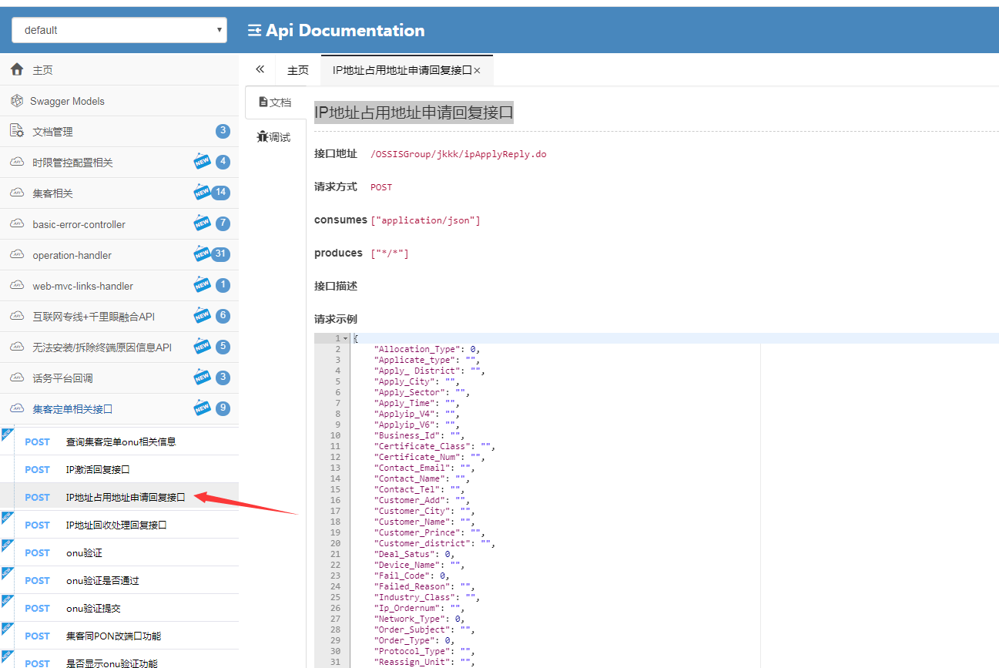 default
Api Documentation
主页
Swagger Models
文档管理 3
时限管控配置相关 NEW 4
集客相关 NEW 14
basic-error-controller NEW 7
operation-handler NEW 31
web-mvc-links-handler NEW 1
互联网专线+千里眼融合API NEW 6
无法安装/拆除终端原因信息API NEW 5
话务平台回调 NEW 3
集客定单相关接口 NEW 9
NEW POST 查询集客定单onu相关信息
POST IP激活回复接口
POST IP地址占用地址申请回复接口
NEW POST IP地址回收处理回复接口
NEW POST onu验证
NEW POST onu验证是否通过
NEW POST onu验证提交
NEW POST 集客同PON改端口功能
NEW POST 是否显示onu验证功能
主页 IP地址占用地址申请回复接口×
文档
调试
IP地址占用地址申请回复接口
接口地址 /OSSISGroup/jkkk/ipApplyReply.do
请求方式 POST
consumes ["application/json"]
produces ["*/*"]
接口描述
请求示例
1 {
2 "Allocation_Type": 0,
3 "Applicate_type": "",
4 "Apply_ District": "",
5 "Apply_City": "",
6 "Apply_Sector": "",
7 "Apply_Time": "",
8 "Applyip_V4": "",
9 "Applyip_V6": "",
10 "Business_Id": "",
11 "Certificate_Class": "",
12 "Certificate_Num": "",
13 "Contact_Email": "",
14 "Contact_Name": "",
15 "Contact_Tel": "",
16 "Customer_Add": "",
17 "Customer_City": "",
18 "Customer_Name": "",
19 "Customer_Prince": "",
20 "Customer_district": "",
21 "Deal_Satus": 0,
22 "Device_Name": "",
23 "Fail_Code": 0,
24 "Failed_Reason": "",
25 "Industry_Class": "",
26 "Ip_Ordernum": "",
27 "Network_Type": 0,
28 "Order_Subject": "",
29 "Order_Type": 0,
30 "Protocol_Type": "",
31 "Reassign_Unit": "",